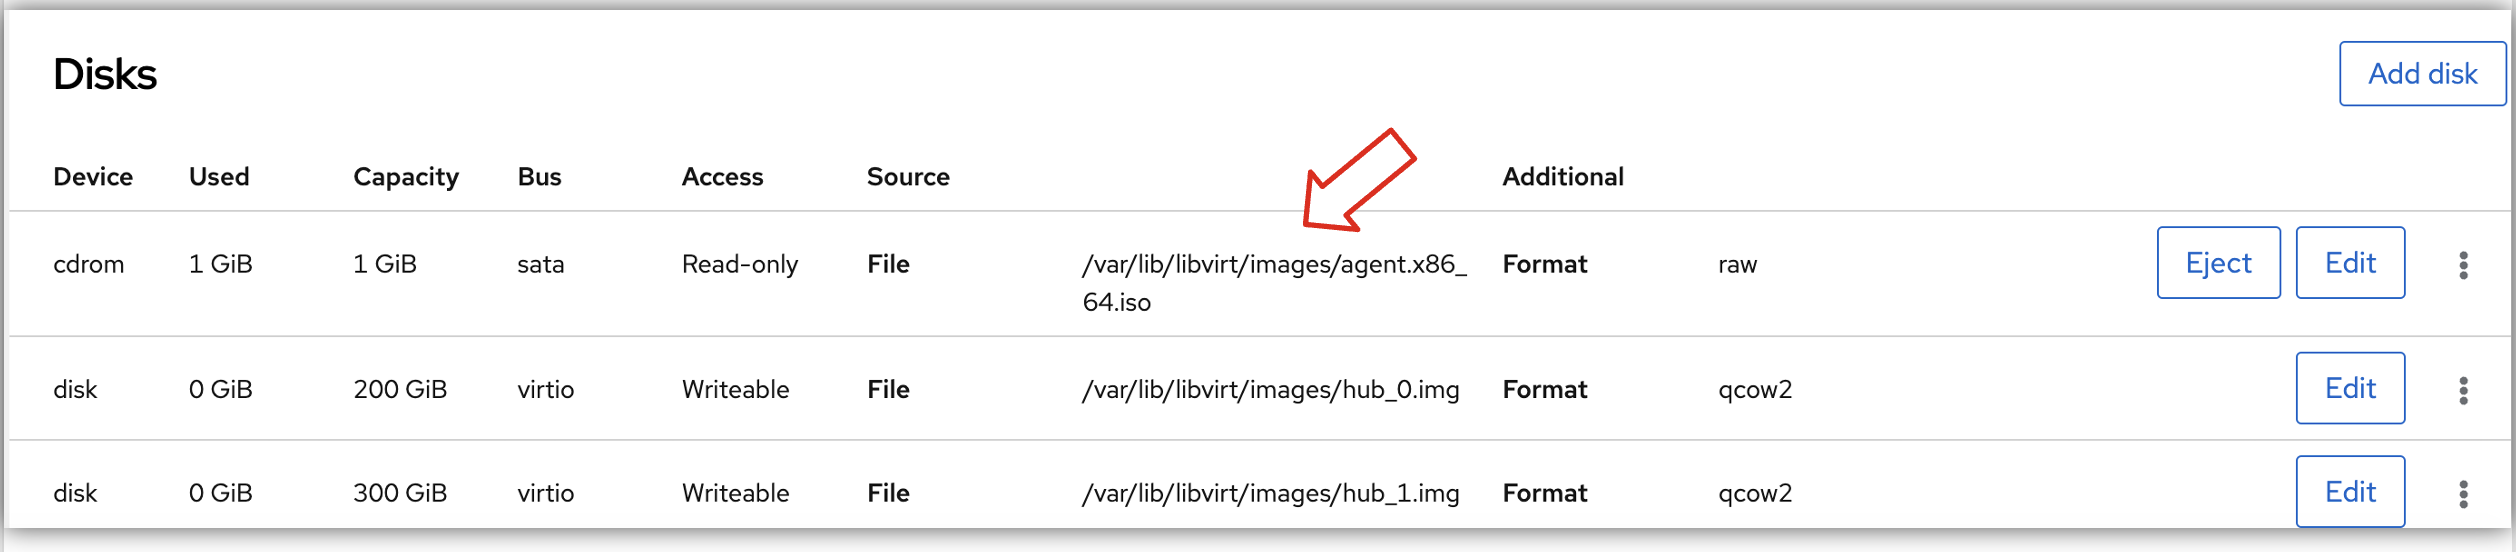 Disks
Add disk
Device Used Capacity Bus Access Source Additional
cdrom 1 GiB 1 GiB sata Read-only File /var/lib/libvirt/images/agent.x86_ Format raw Eject Edit
64.iso
disk 0 GiB 200 GiB virtio Writeable File /var/lib/libvirt/images/hub_0.img Format qcow2 Edit
disk 0 GiB 300 GiB virtio Writeable File /var/lib/libvirt/images/hub_1.img Format qcow2 Edit